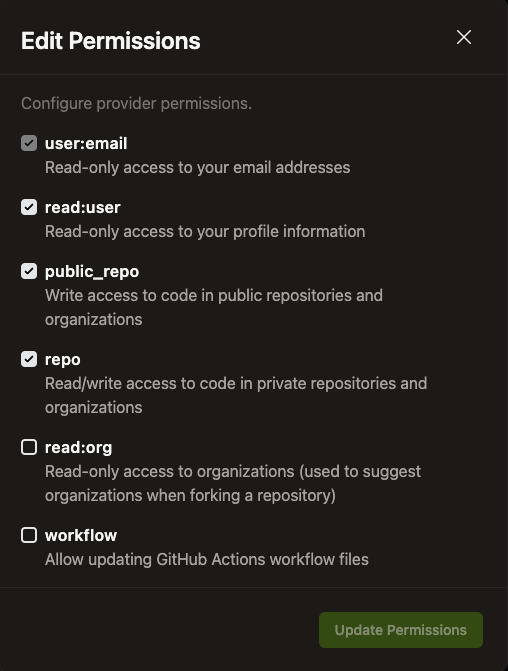 Edit Permissions
Configure provider permissions.
user:email
Read-only access to your email addresses
read:user
Read-only access to your profile information
public_repo
Write access to code in public repositories and
organizations
repo
Read/write access to code in private repositories and
organizations
read:org
Read-only access to organizations (used to suggest
organizations when forking a repository)
workflow
Allow updating GitHub Actions workflow files
Update Permissions